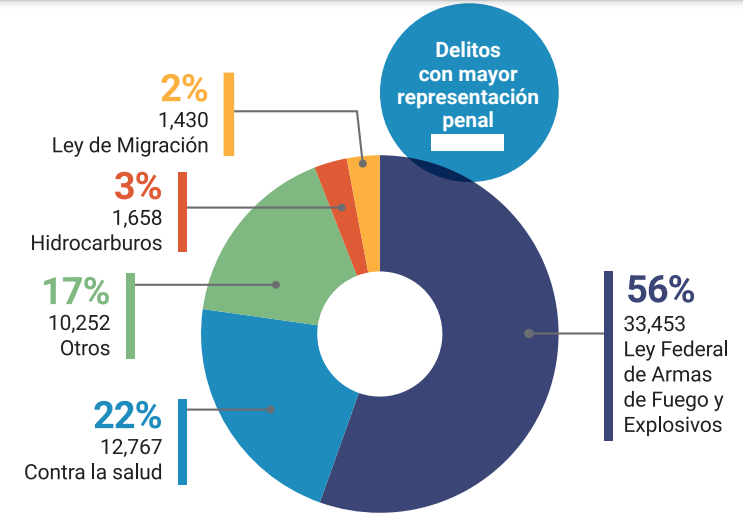 Delitos
con mayor
representación
penal
2%
1,430
Ley de Migración
3%
1,658
Hidrocarburos
17%
10,252
Otros
22%
12,767
Contra la salud
56%
33,453
Ley Federal
de Armas
de Fuego y
Explosivos